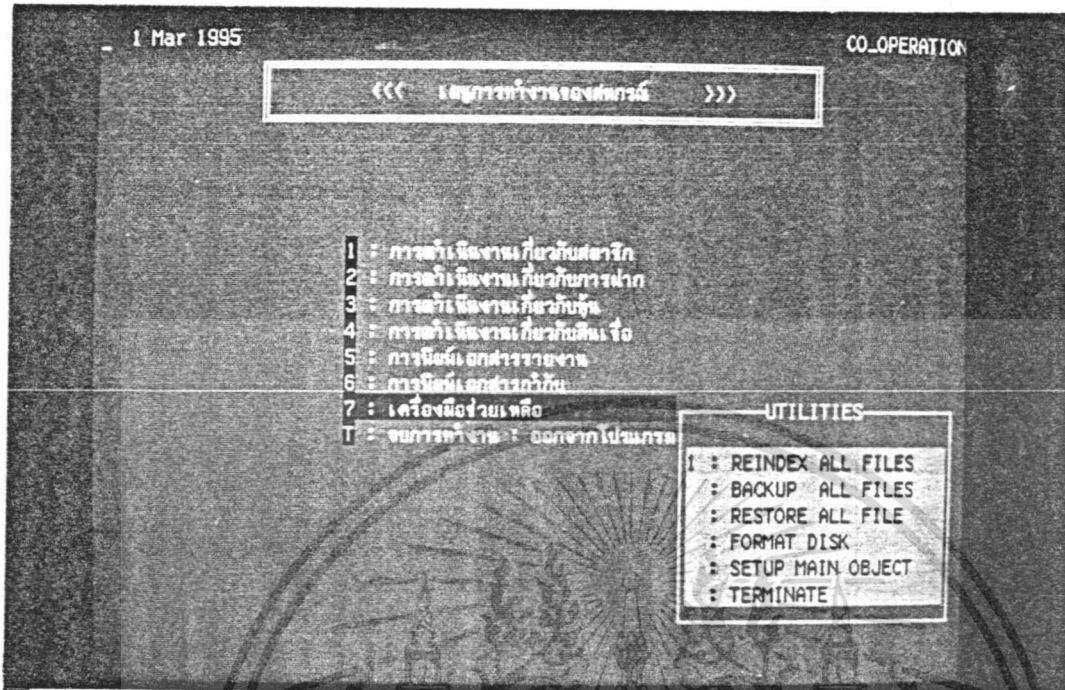 1 Mar 1995
CO_OPERATION
<<< เมนูการทำงานของสหกรณ์ >>>
1 : การดำเนินงานเกี่ยวกับสมาชิก
2 : การดำเนินงานเกี่ยวกับการฝาก
3 : การดำเนินงานเกี่ยวกับหุ้น
4 : การดำเนินงานเกี่ยวกับสินเชื่อ
5 : การพิมพ์เอกสารรายงาน
6 : การพิมพ์เอกสารกำกับ
7 : เครื่องมือช่วยเหลือ
T : จบการทำงาน : ออกจากโปรแกรม
UTILITIES
1 : REINDEX ALL FILES
: BACKUP ALL FILES
: RESTORE ALL FILE
: FORMAT DISK
: SETUP MAIN OBJECT
: TERMINATE